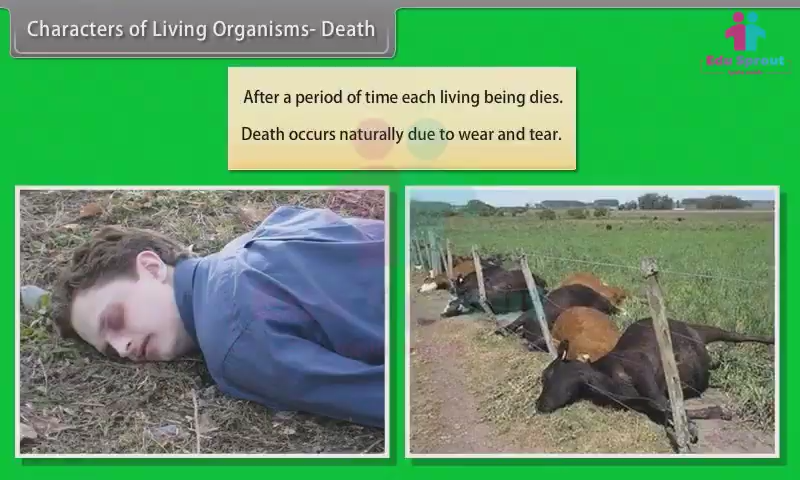 Characters of Living Organisms- Death
Edu Sprout
After a period of time each living being dies.
Death occurs naturally due to wear and tear.